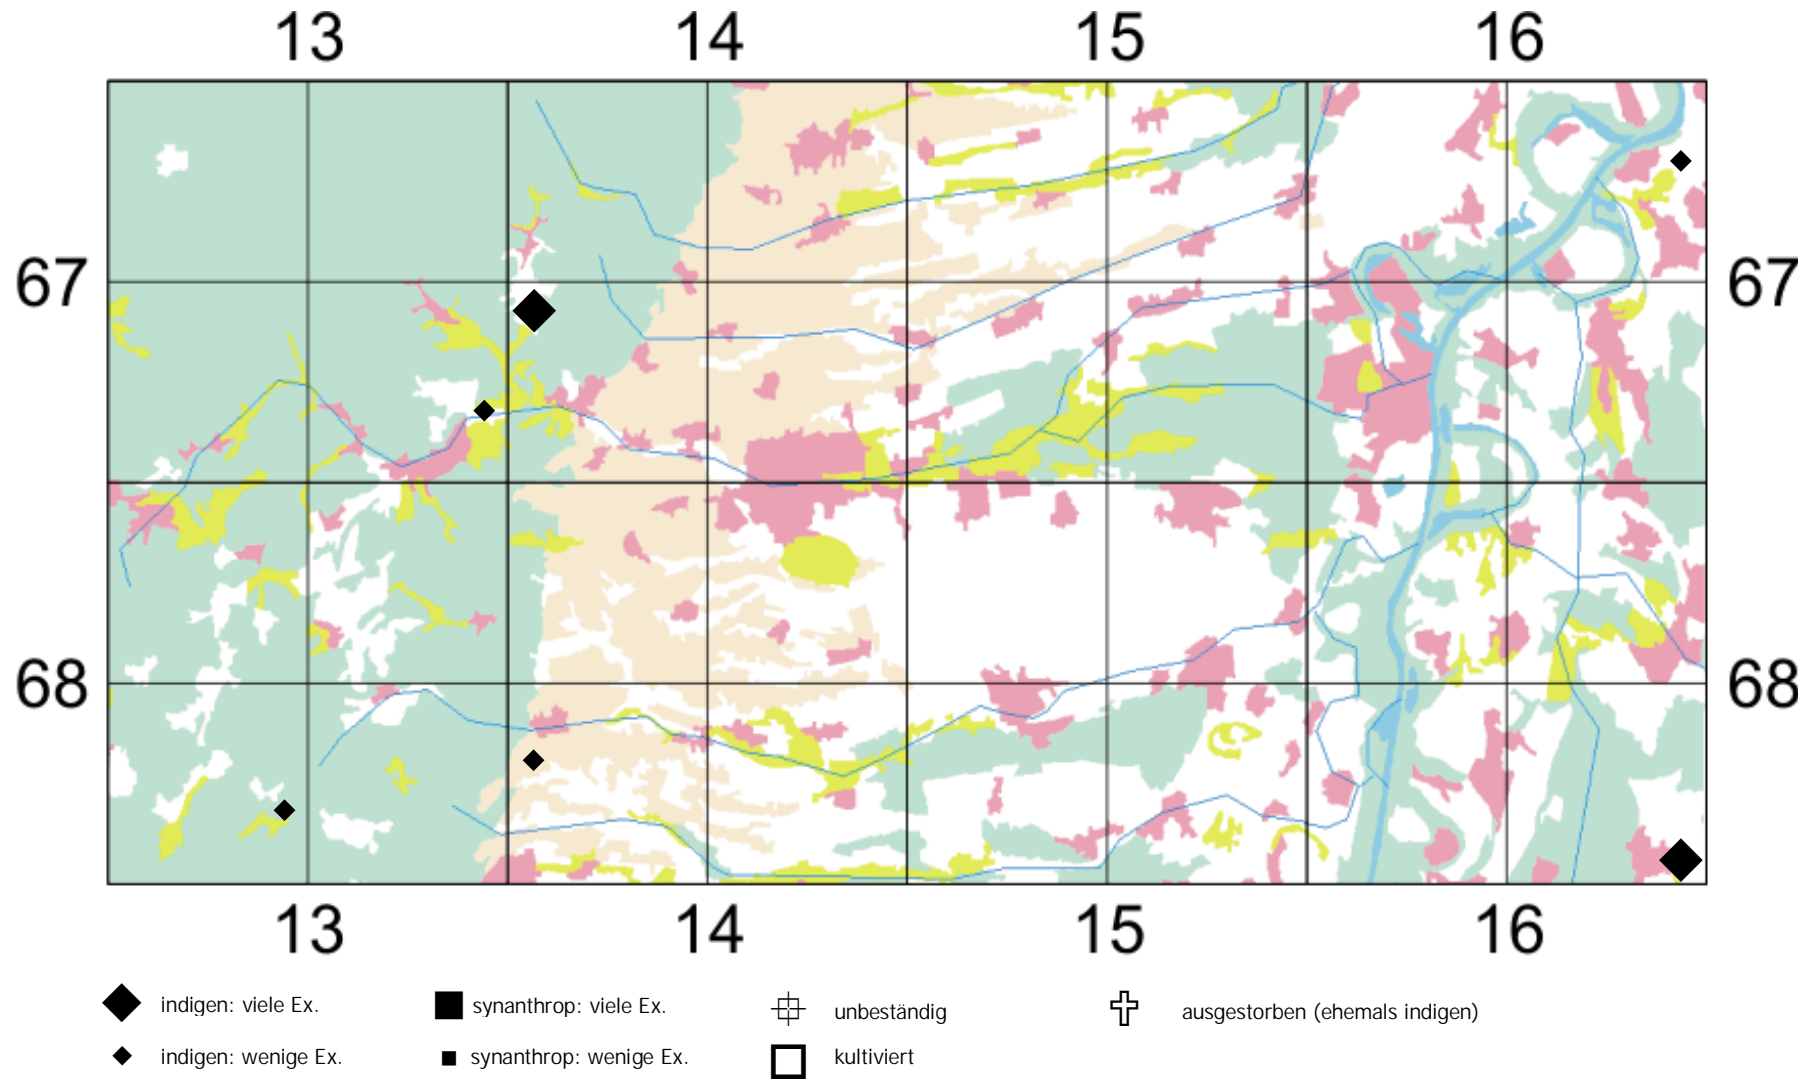 13 14 15 16
67 67
68 68
13 14 15 16
indigen: viele Ex. synanthrop: viele Ex. unbeständig ausgestorben (ehemals indigen)
indigen: wenige Ex. synanthrop: wenige Ex. kultiviert